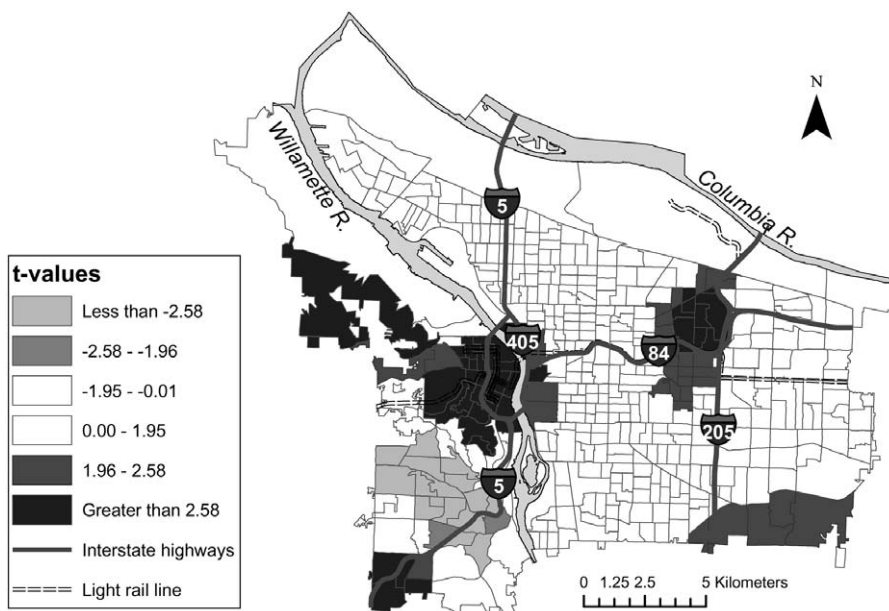 N
Willamette R.
Columbia R.
5
405
84
205
5
t-values
Less than -2.58
-2.58 - -1.96
-1.95 - -0.01
0.00 - 1.95
1.96 - 2.58
Greater than 2.58
Interstate highways
Light rail line
0 1.25 2.5 5 Kilometers